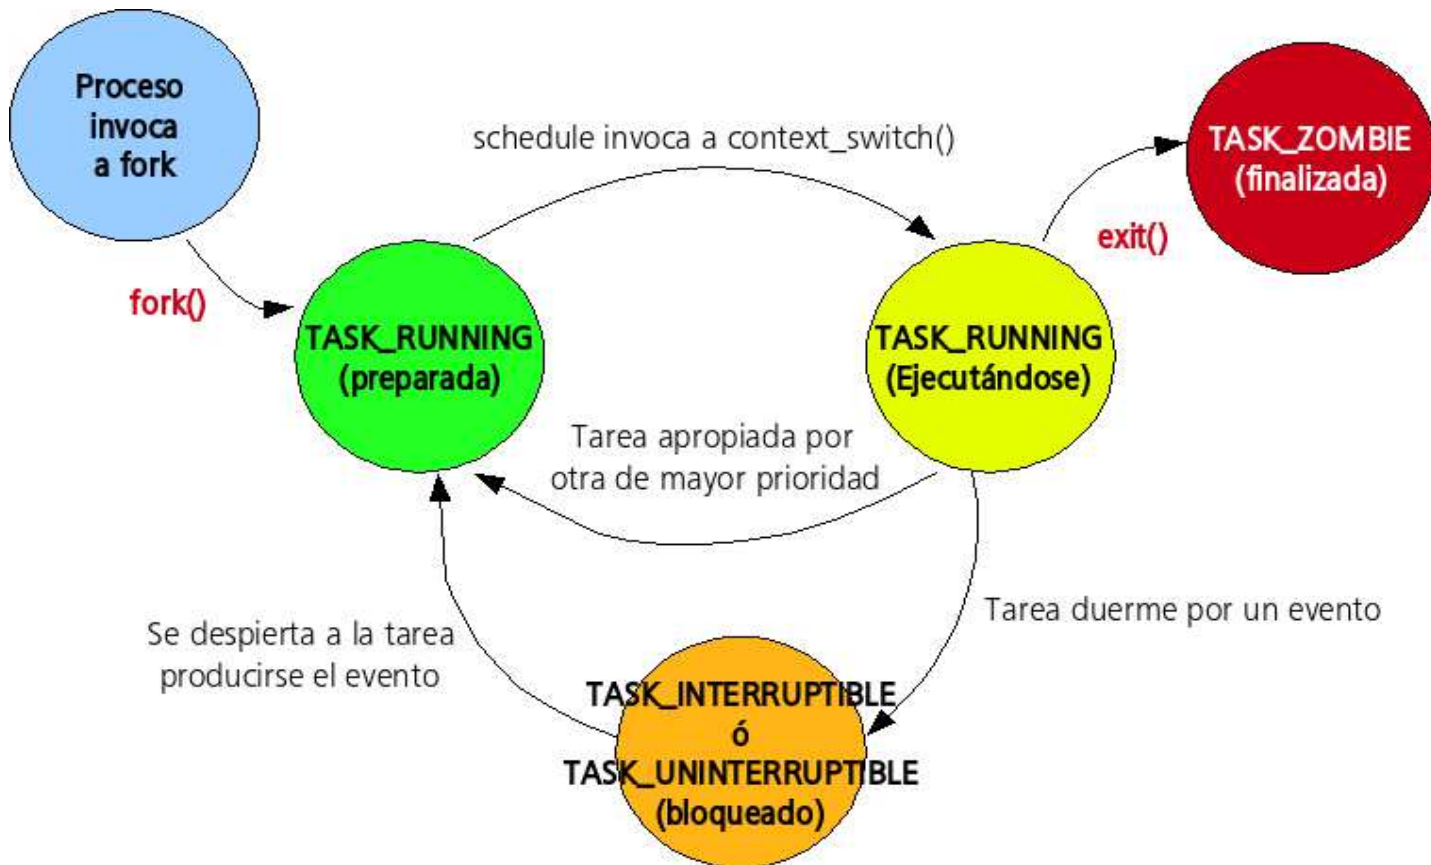 Proceso
invoca
a fork
schedule invoca a context_switch()
TASK_ZOMBIE
(finalizada)
exit()
fork()
TASK_RUNNING
(preparada)
TASK_RUNNING
(Ejecutándose)
Tarea apropiada por
otra de mayor prioridad
Tarea duerme por un evento
Se despierta a la tarea
producirse el evento
TASK_INTERRUPTIBLE
ó
TASK_UNINTERRUPTIBLE
(bloqueado)